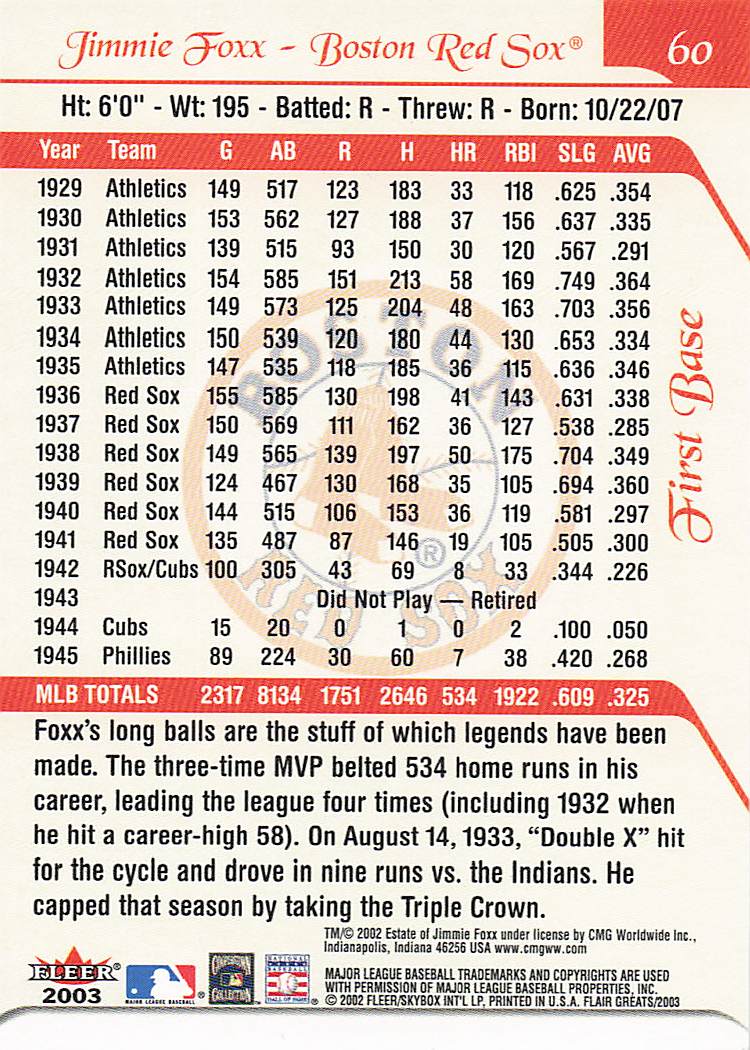 Jimmie Foxx - Boston Red Sox® 60
Ht: 6'0" - Wt: 195 - Batted: R - Threw: R - Born: 10/22/07
Year Team G AB R H HR RBI SLG AVG
1929 Athletics 149 517 123 183 33 118 .625 .354
1930 Athletics 153 562 127 188 37 156 .637 .335
1931 Athletics 139 515 93 150 30 120 .567 .291
1932 Athletics 154 585 151 213 58 169 .749 .364
1933 Athletics 149 573 125 204 48 163 .703 .356
1934 Athletics 150 539 120 180 44 130 .653 .334
1935 Athletics 147 535 118 185 36 115 .636 .346
1936 Red Sox 155 585 130 198 41 143 .631 .338
1937 Red Sox 150 569 111 162 36 127 .538 .285
1938 Red Sox 149 565 139 197 50 175 .704 .349
1939 Red Sox 124 467 130 168 35 105 .694 .360
1940 Red Sox 144 515 106 153 36 119 .581 .297
1941 Red Sox 135 487 87 146 19 105 .505 .300
1942 RSox/Cubs 100 305 43 69 8 33 .344 .226
1943 Did Not Play — Retired
1944 Cubs 15 20 0 1 0 2 .100 .050
1945 Phillies 89 224 30 60 7 38 .420 .268
MLB TOTALS 2317 8134 1751 2646 534 1922 .609 .325
First Base
BOSTON
RED SOX
®
Foxx's long balls are the stuff of which legends have been
made. The three-time MVP belted 534 home runs in his
career, leading the league four times (including 1932 when
he hit a career-high 58). On August 14, 1933, “Double X” hit
for the cycle and drove in nine runs vs. the Indians. He
capped that season by taking the Triple Crown.
TM/© 2002 Estate of Jimmie Foxx under license by CMG Worldwide Inc.,
Indianapolis, Indiana 46256 USA www.cmgww.com
FLEER®
2003
MAJOR LEAGUE BASEBALL®
COOPERSTOWN
COLLECTION
NATIONAL
BASEBALL
HALL OF FAME®
MAJOR LEAGUE BASEBALL TRADEMARKS AND COPYRIGHTS ARE USED
WITH PERMISSION OF MAJOR LEAGUE BASEBALL PROPERTIES, INC.
© 2002 FLEER/SKYBOX INT'L LP, PRINTED IN U.S.A. FLAIR GREATS/2003